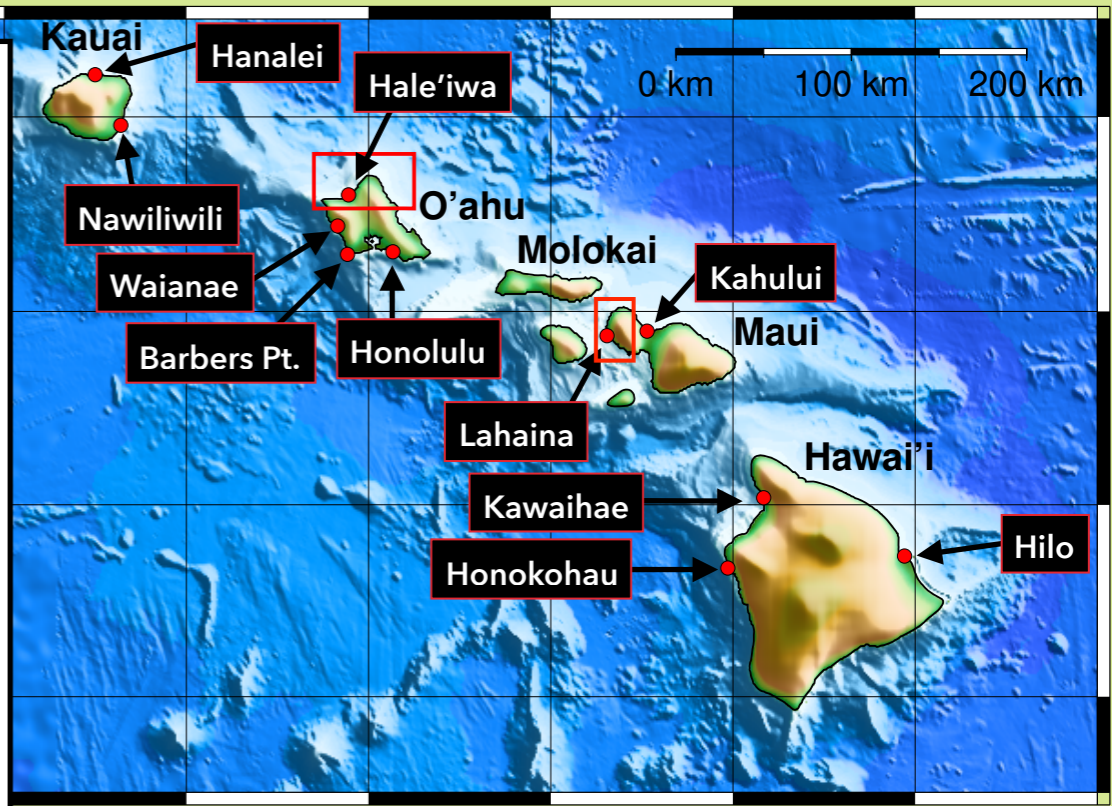 Kauai
Hanalei
Hale’iwa
0 km 100 km 200 km
Nawiliwili
O’ahu
Waianae
Molokai
Kahului
Barbers Pt.
Honolulu
Maui
Lahaina
Hawai’i
Kawaihae
Hilo
Honokohau